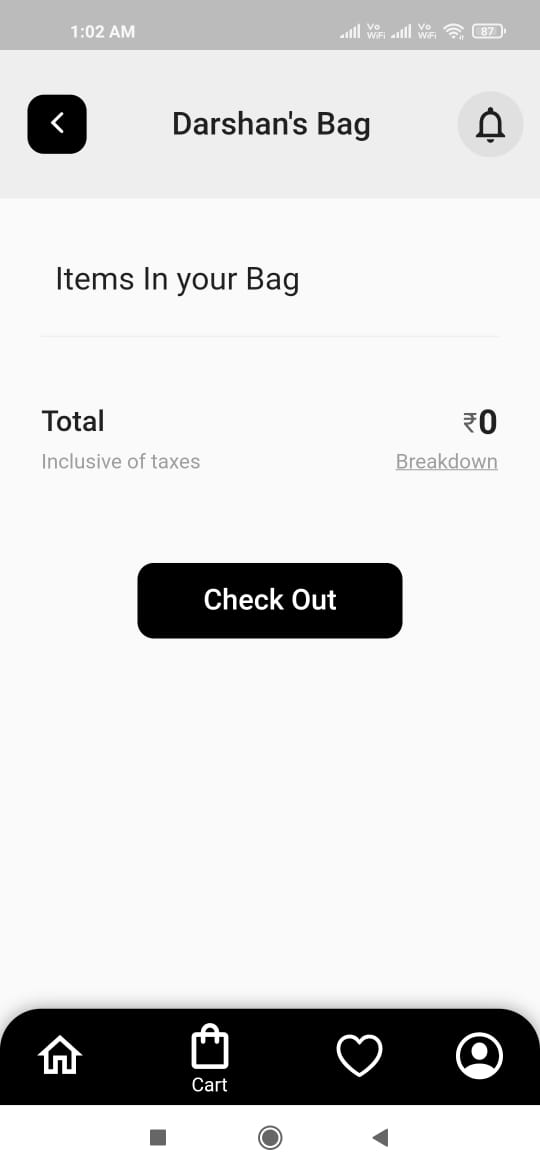 1:02 AM Vo WiFi Vo WiFi 87
Darshan's Bag
Items In your Bag
Total ₹0
Inclusive of taxes Breakdown
Check Out
Cart